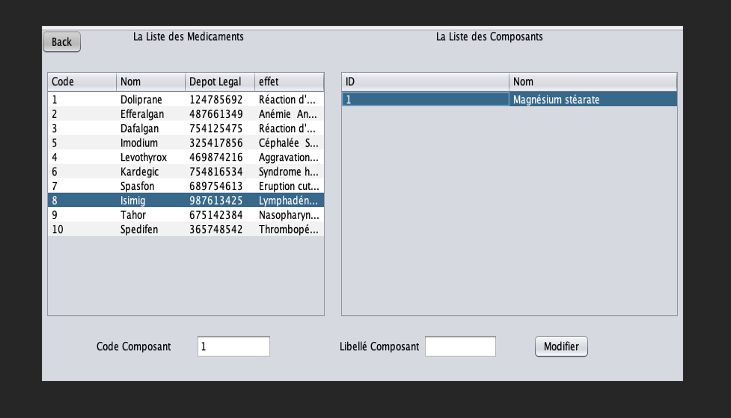 Back
La Liste des Medicaments
La Liste des Composants
Code Nom Depot Legal effet
1 Doliprane 124785692 Réaction d'...
2 Efferalgan 487661349 Anémie An...
3 Dafalgan 754125475 Réaction d'...
5 Imodium 325417856 Céphalée S...
4 Levothyrox 469874216 Aggravation...
6 Kardegic 754816534 Syndrome h...
7 Spasfon 689754613 Eruption cut...
8 Isimig 987613425 Lymphadén...
9 Tahor 675142384 Nasopharyn...
10 Spedifen 365748542 Thrombopé...
ID Nom
1 Magnésium stéarate
Code Composant 1
Libellé Composant
Modifier